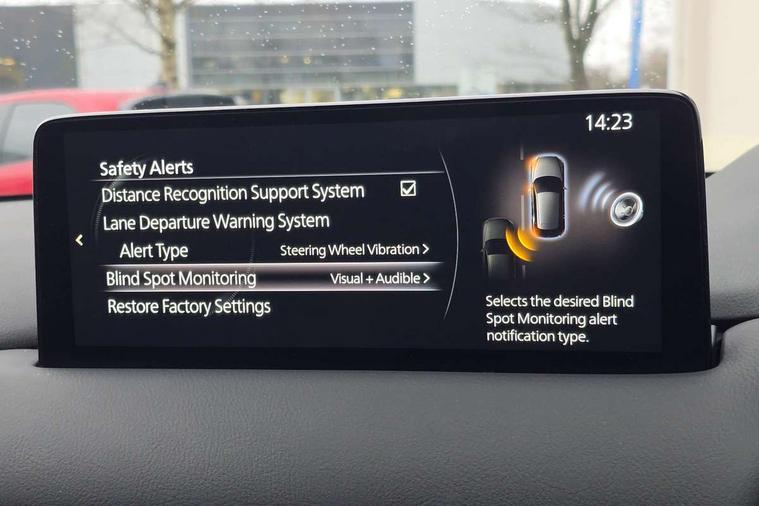 14:23
Safety Alerts
Distance Recognition Support System
Lane Departure Warning System
Alert Type Steering Wheel Vibration
Blind Spot Monitoring Visual + Audible
Restore Factory Settings
Selects the desired Blind
Spot Monitoring alert
notification type.